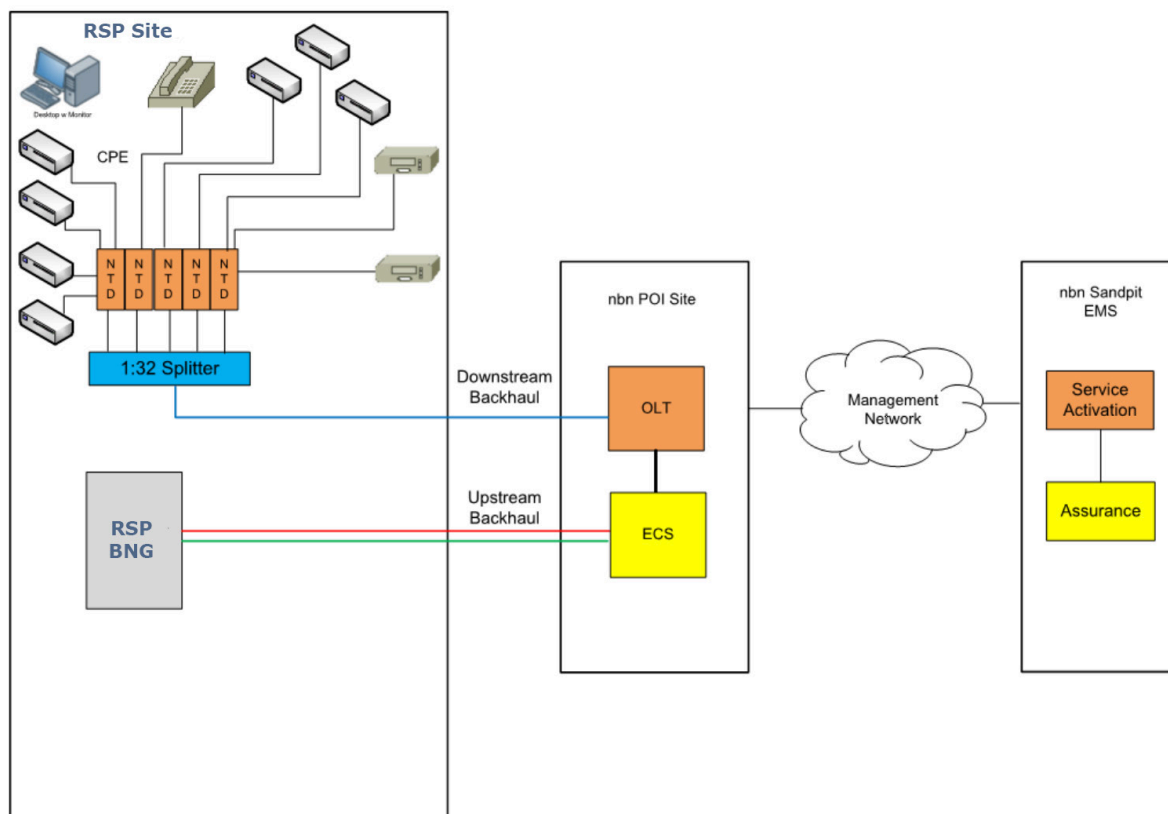 RSP Site
Desktop w Monitor
CPE
N
T
D
N
T
D
N
T
D
N
T
D
N
T
D
1:32 Splitter
Downstream
Backhaul
Upstream
Backhaul
RSP
BNG
nbn POI Site
OLT
ECS
Management
Network
nbn Sandpit
EMS
Service
Activation
Assurance